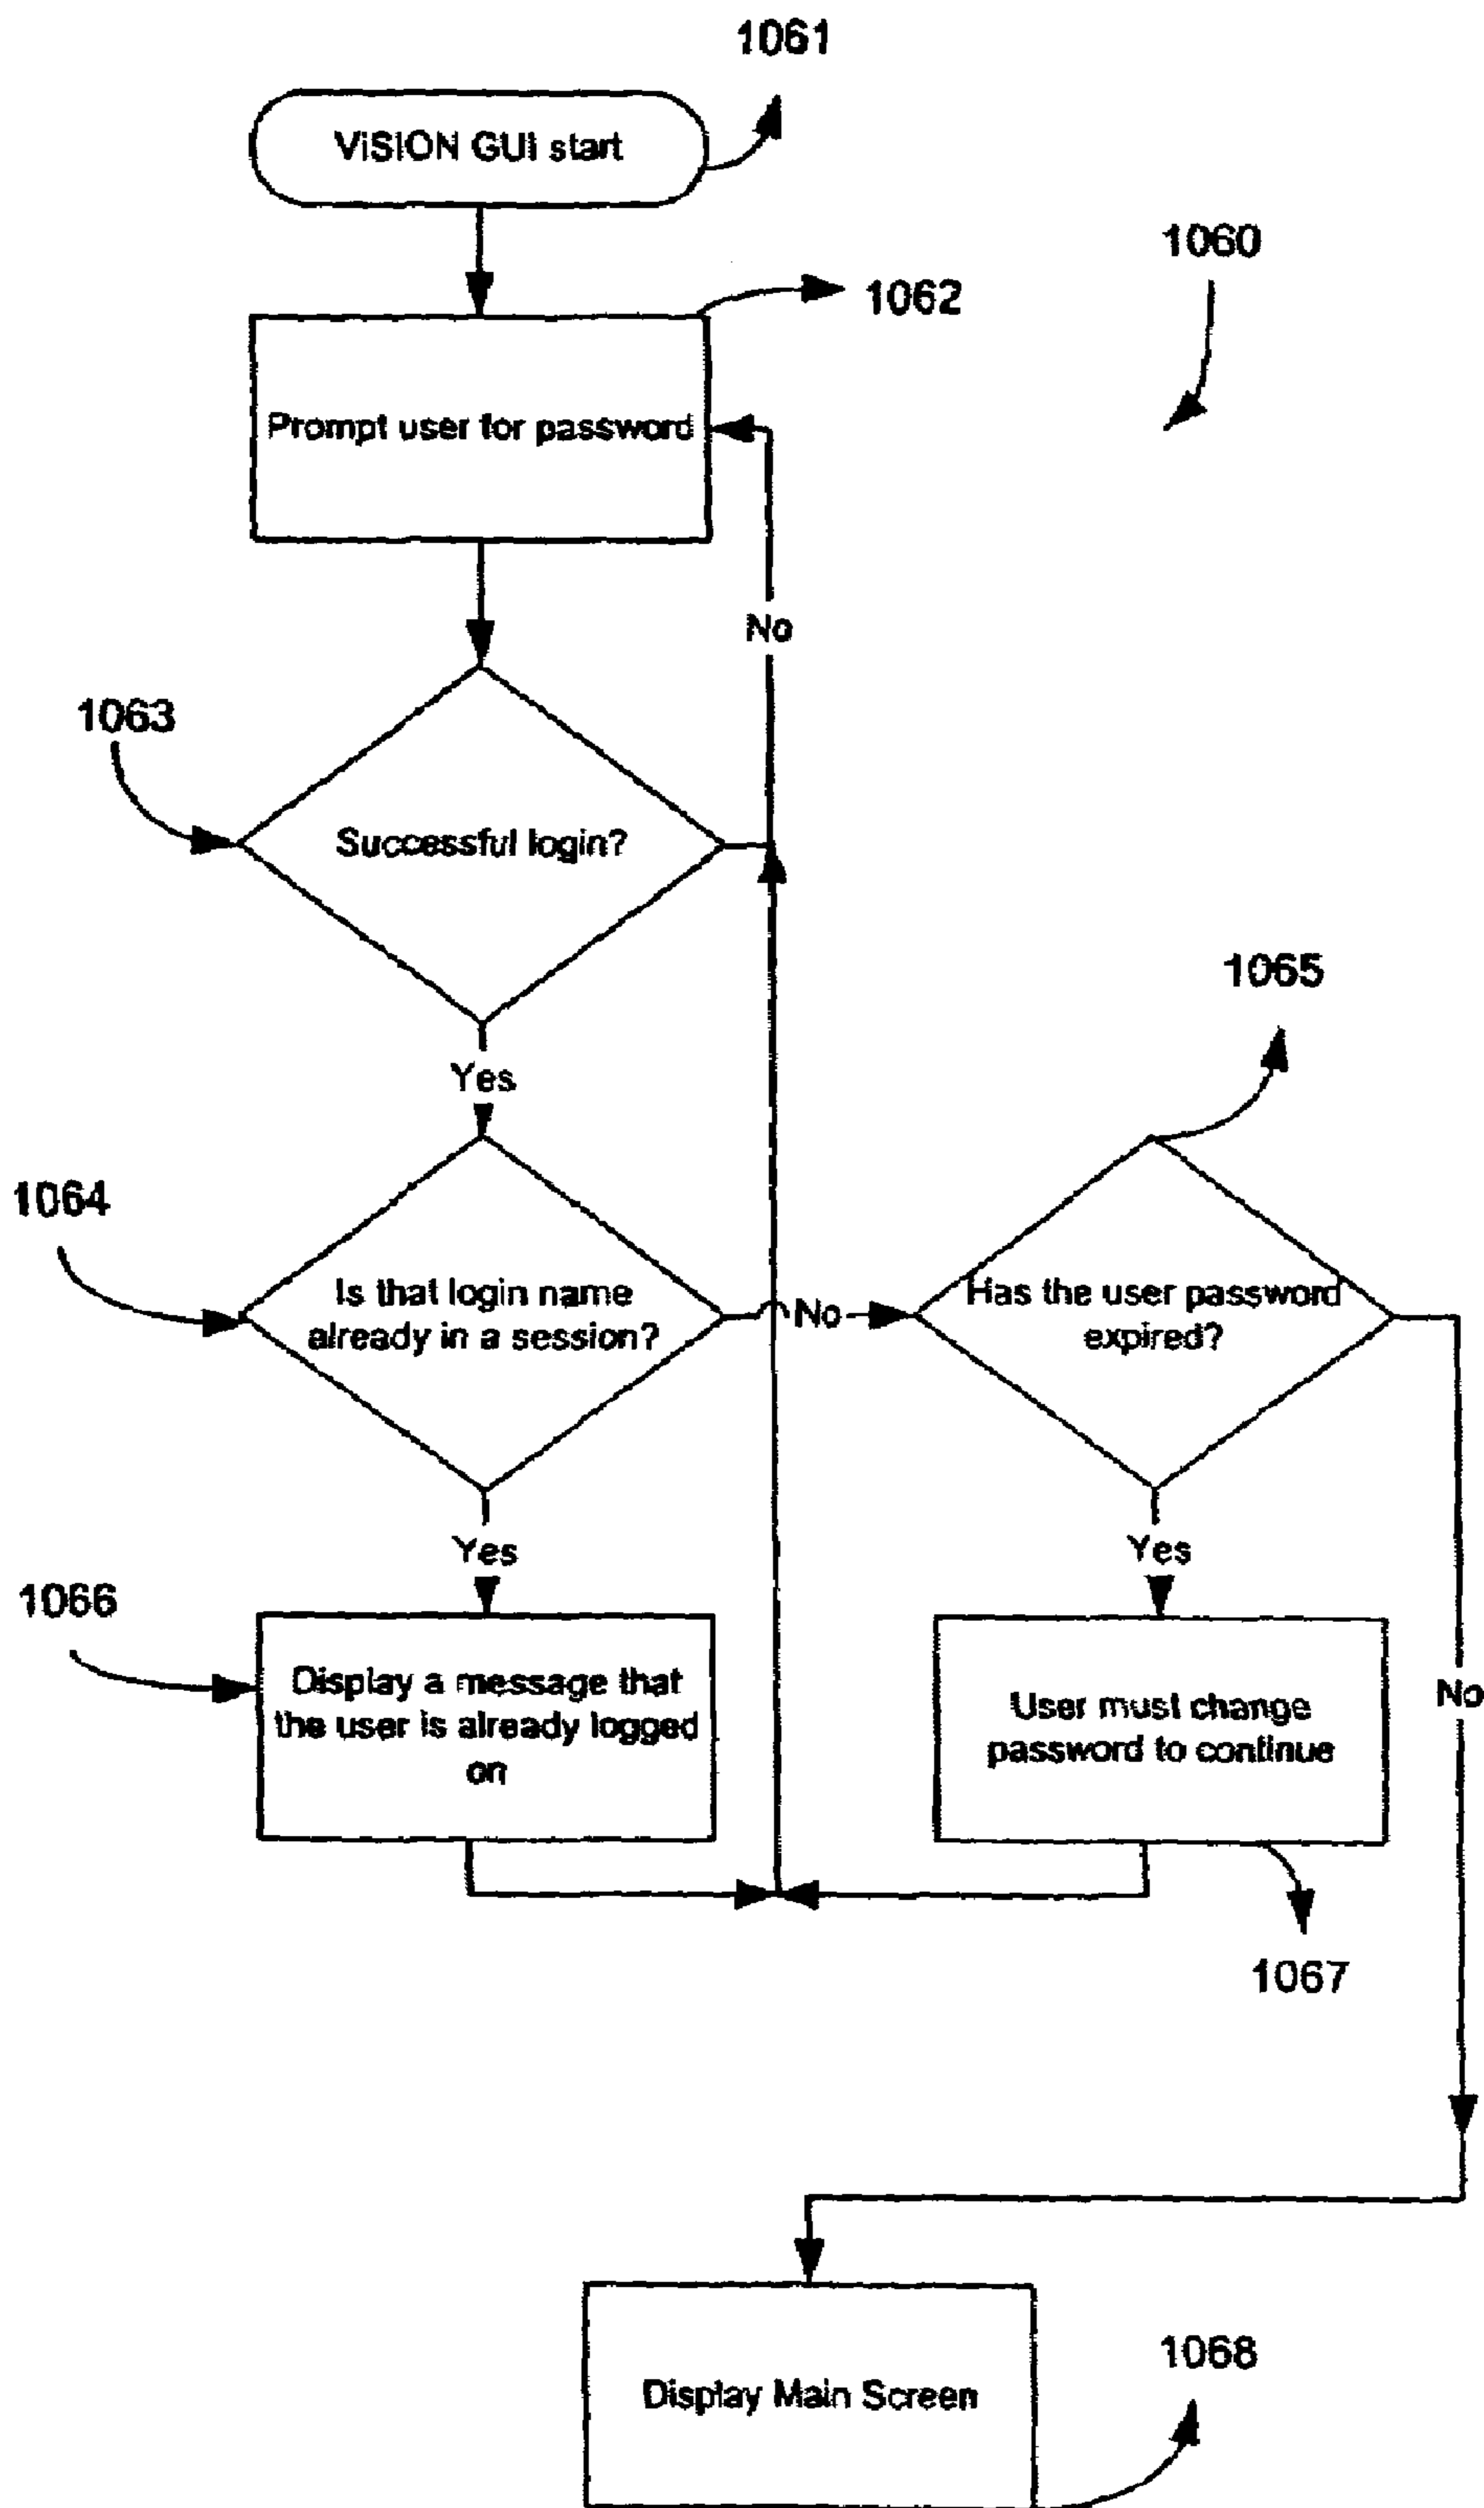 1061
ViSION GUI start
1060
1062
Prompt user for password
No
1063
Successful login?
1065
Yes
1064
Is that login name
already in a session?
No
Has the user password
expired?
Yes
Yes
1066
Display a message that
the user is already logged
on
User must change
password to continue
No
1067
1068
Display Main Screen